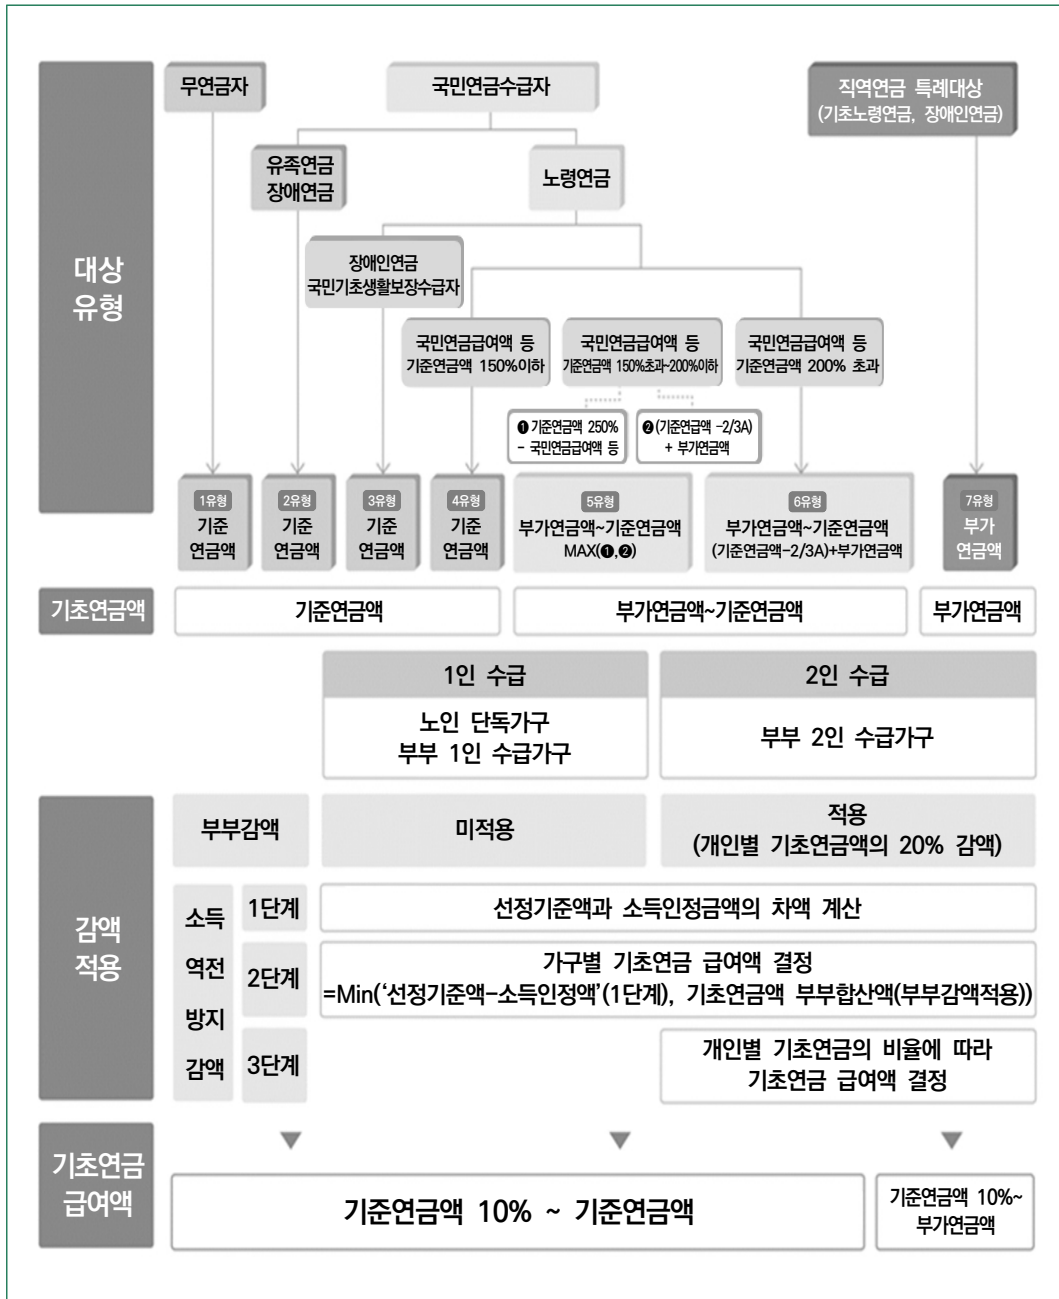 무연금자
국민연금수급자
직역연금 특례대상
(기초노령연금, 장애인연금)
유족연금
장애연금
노령연금
대상
유형
장애인연금
국민기초생활보장수급자
국민연금급여액 등
기준연금액 150%이하
국민연금급여액 등
기준연금액 150%초과~200%이하
국민연금급여액 등
기준연금액 200% 초과
❶ 기준연금액 250%
- 국민연금급여액 등
❷ (기준연급액 -2/3A)
+ 부가연금액
1유형
기준
연금액
2유형
기준
연금액
3유형
기준
연금액
4유형
기준
연금액
5유형
부가연금액~기준연금액
MAX(❶,❷)
6유형
부가연금액~기준연금액
(기준연금액-2/3A)+부가연금액
7유형
부가
연금액
기초연금액
기준연금액
부가연금액~기준연금액
부가연금액
1인 수급
2인 수급
노인 단독가구
부부 1인 수급가구
부부 2인 수급가구
감액
적용
부부감액
미적용
적용
(개인별 기초연금액의 20% 감액)
소득
역전
방지
감액
1단계
선정기준액과 소득인정금액의 차액 계산
2단계
가구별 기초연금 급여액 결정
=Min(‘선정기준액-소득인정액’(1단계), 기초연금액 부부합산액(부부감액적용))
3단계
개인별 기초연금의 비율에 따라
기초연금 급여액 결정
기초연금
급여액
기준연금액 10% ~ 기준연금액
기준연금액 10%~
부가연금액